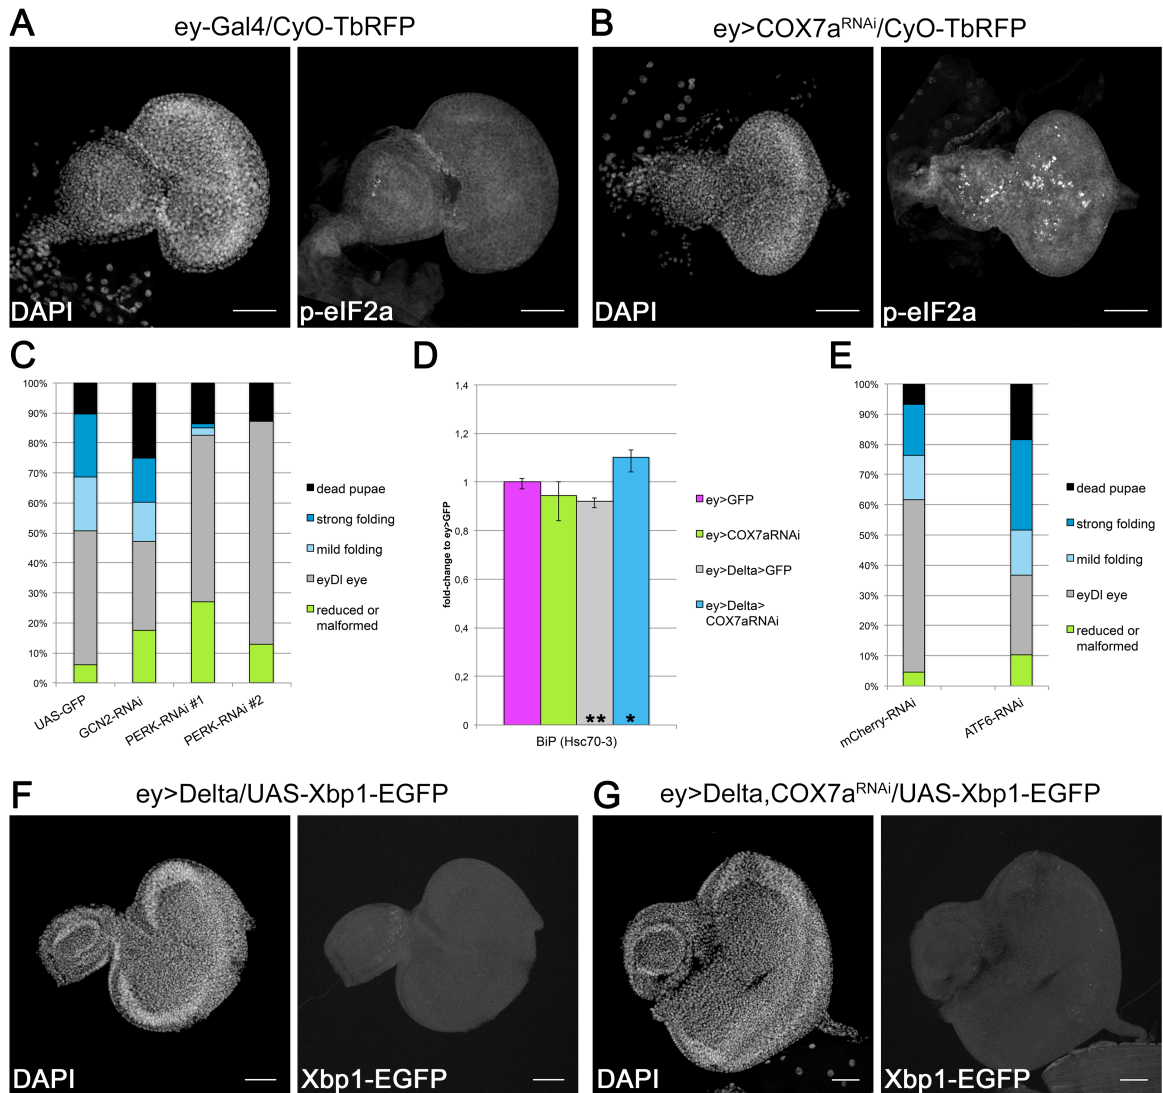 A
ey-Gal4/CyO-TbRFP
B
ey>COX7aRNAi/CyO-TbRFP
DAPI
p-eIF2a
DAPI
p-eIF2a
C
100%
90%
80%
70%
60%
50%
40%
30%
20%
10%
0%
UAS-GFP
GCN2-RNAi
PERK-RNAi #1
PERK-RNAi #2
dead pupae
strong folding
mild folding
eyDl eye
reduced or
malformed
D
fold-change to ey>GFP
1,4
1,2
1
0,8
0,6
0,4
0,2
0
**
*
BiP (Hsc70-3)
ey>GFP
ey>COX7aRNAi
ey>Delta>GFP
ey>Delta>
COX7aRNAi
E
100%
90%
80%
70%
60%
50%
40%
30%
20%
10%
0%
mCherry-RNAi
ATF6-RNAi
dead pupae
strong folding
mild folding
eyDl eye
reduced or
malformed
F
ey>Delta/UAS-Xbp1-EGFP
G
ey>Delta,COX7aRNAi/UAS-Xbp1-EGFP
DAPI
Xbp1-EGFP
DAPI
Xbp1-EGFP